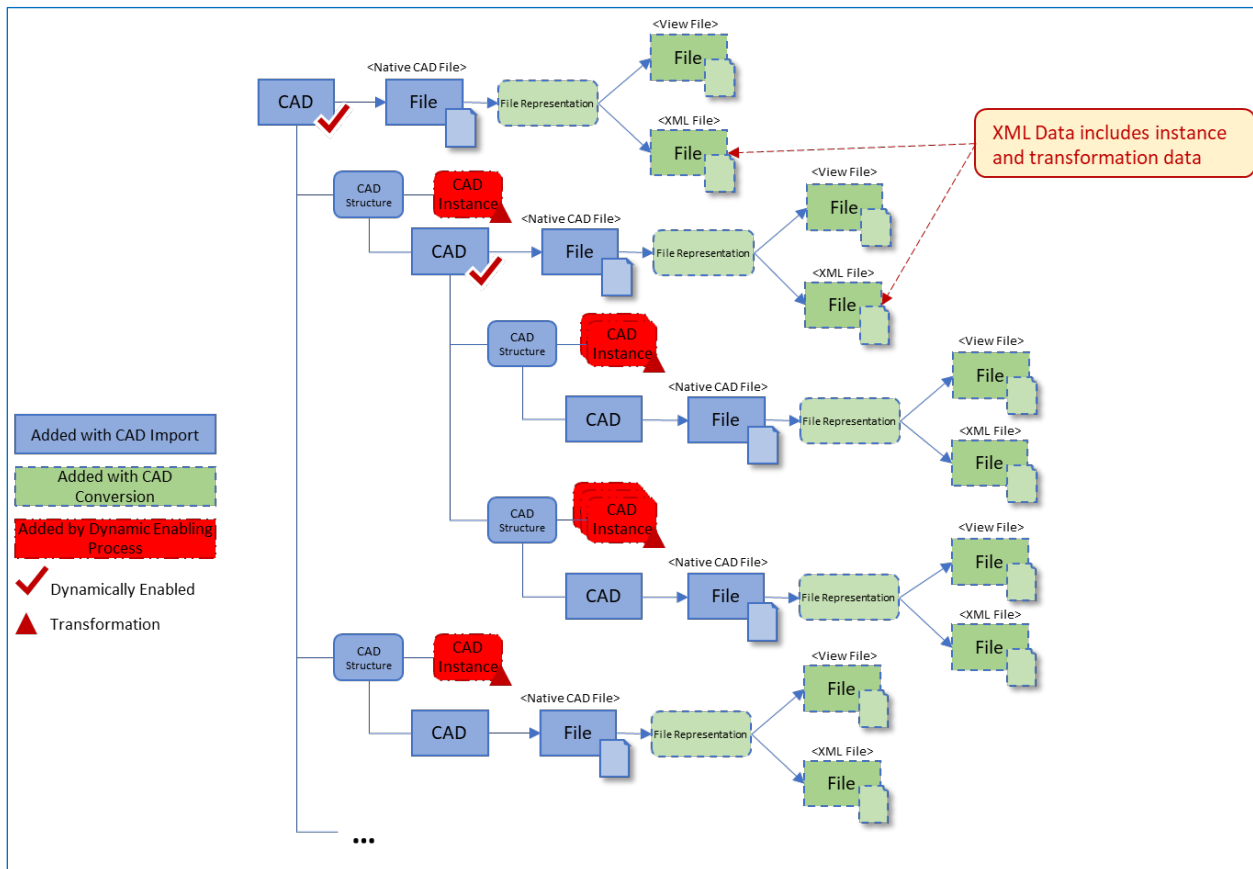 <View File>
File
<Native CAD File>
CAD
File
File Representation
<XML File>
File
XML Data includes instance
and transformation data
CAD
Structure
CAD
Instance
<View File>
File
<Native CAD File>
CAD
File
File Representation
<XML File>
File
CAD
Structure
CAD
Instance
<View File>
File
<Native CAD File>
CAD
File
File Representation
<XML File>
File
Added with CAD Import
Added with CAD
Conversion
Added by Dynamic Enabling
Process
Dynamically Enabled
Transformation
CAD
Structure
CAD
Instance
<View File>
File
<Native CAD File>
CAD
File
File Representation
<XML File>
File
CAD
Structure
CAD
Instance
<View File>
File
<Native CAD File>
CAD
File
File Representation
<XML File>
File
...